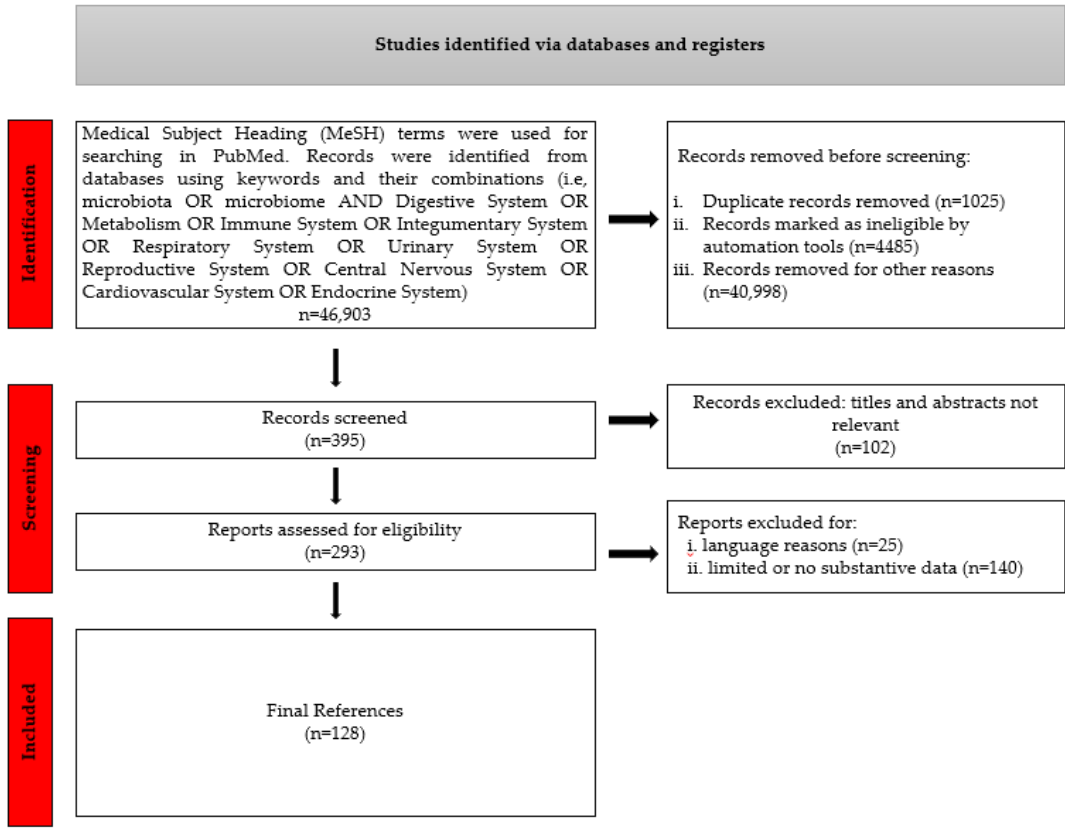 Studies identified via databases and registers
Identification
Medical Subject Heading (MeSH) terms were used for
searching in PubMed. Records were identified from
databases using keywords and their combinations (i.e,
microbiota OR microbiome AND Digestive System OR
Metabolism OR Immune System OR Integumentary System
OR Respiratory System OR Urinary System OR
Reproductive System OR Central Nervous System OR
Cardiovascular System OR Endocrine System)
n=46,903
Records removed before screening:
i. Duplicate records removed (n=1025)
ii. Records marked as ineligible by
automation tools (n=4485)
iii. Records removed for other reasons
(n=40,998)
Screening
Records screened
(n=395)
Records excluded: titles and abstracts not
relevant
(n=102)
Reports assessed for eligibility
(n=293)
Reports excluded for:
i. language reasons (n=25)
ii. limited or no substantive data (n=140)
Included
Final References
(n=128)